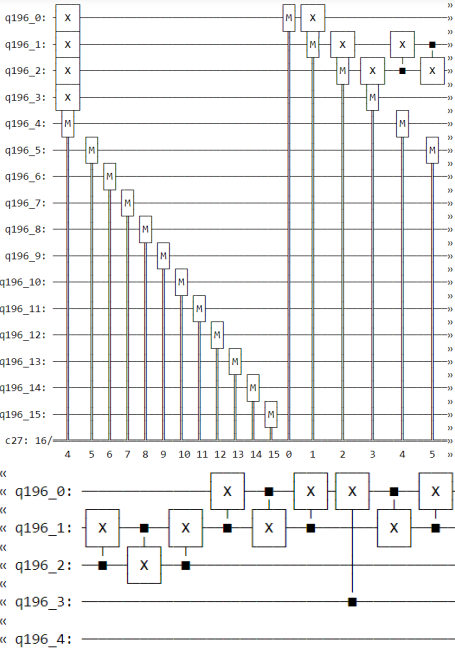 q196_0: X M X »
q196_1: X M X X ■ »
q196_2: X M X ■ X »
q196_3: X M »
q196_4: M M »
q196_5: M M »
q196_6: M »
q196_7: M »
q196_8: M »
q196_9: M »
q196_10: M »
q196_11: M »
q196_12: M »
q196_13: M »
q196_14: M »
q196_15: M »
c27: 16/ »
4 5 6 7 8 9 10 11 12 13 14 15 0 1 2 3 4 5
«
« q196_0: X ■ X X ■ X
«
« q196_1: X ■ X ■ X ■ X ■
«
« q196_2: ■ X ■
«
« q196_3: ■
«
« q196_4: